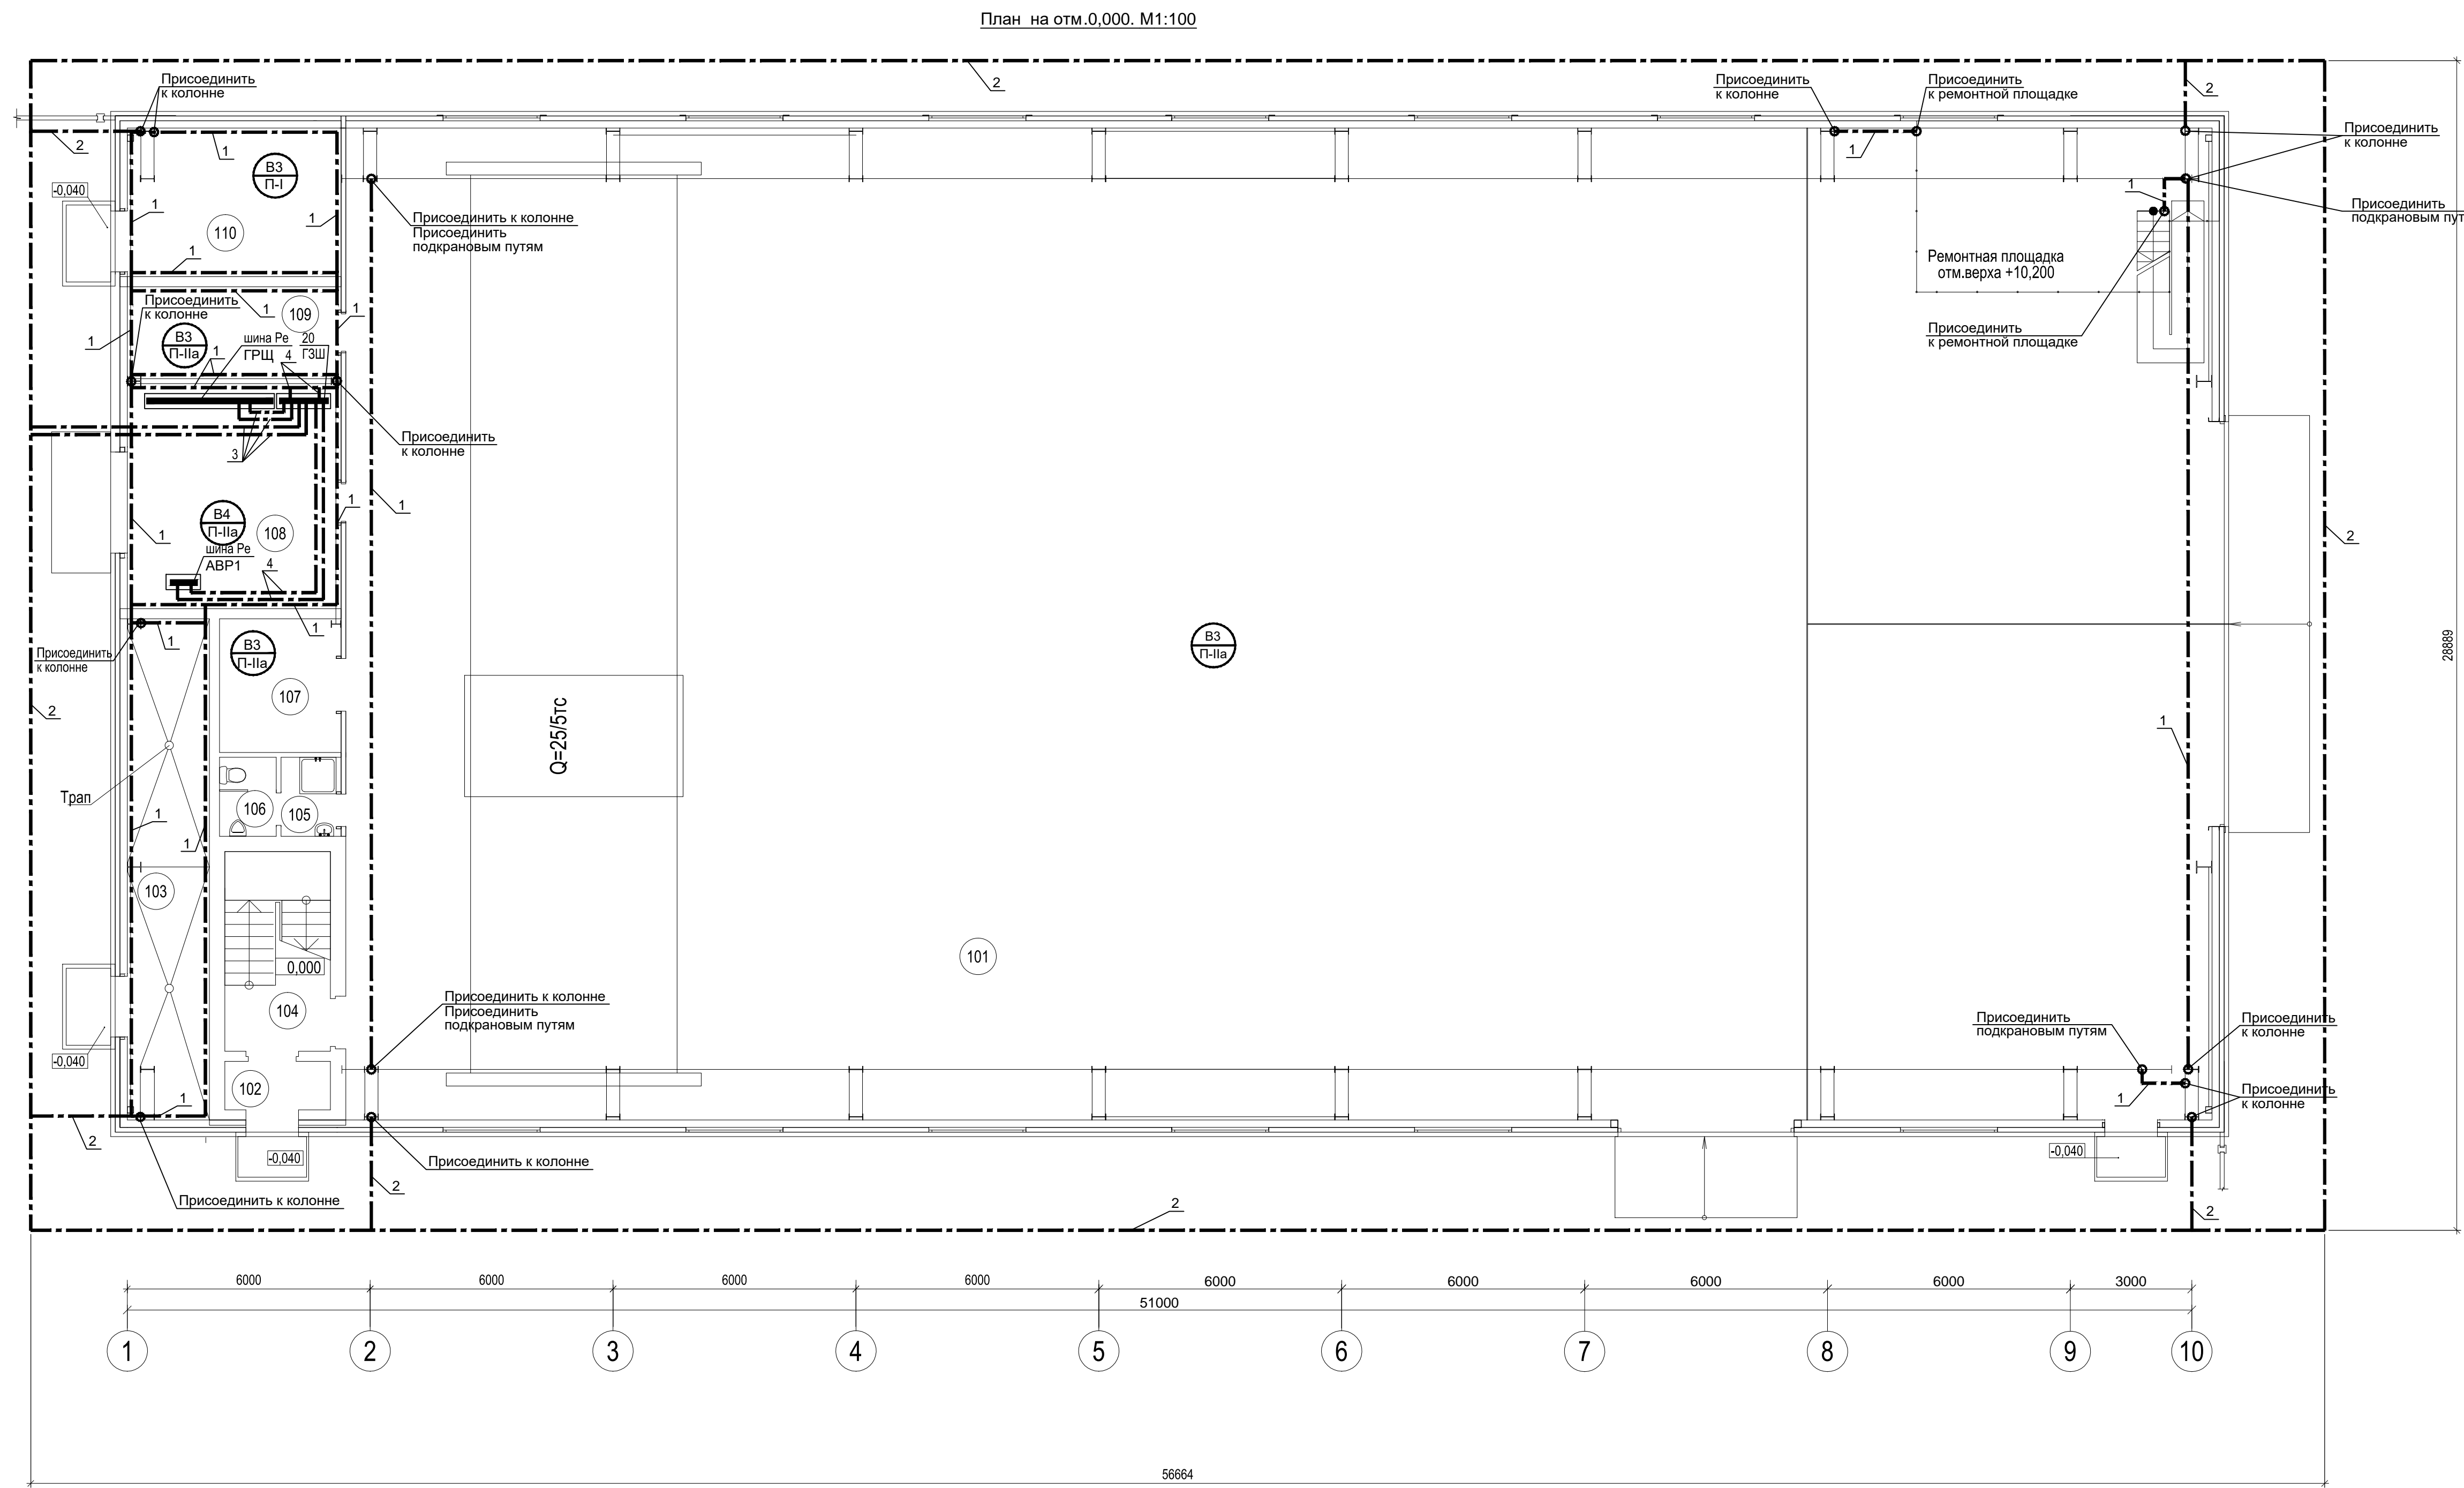 План на отм.0,000. М1:100
Присоединить
к колонне
2
Присоединить
к колонне
Присоединить
к ремонтной площадке
2
Присоединить
к колонне
2
1
В3
П-I
1
-0,040
1
1
110
1
Присоединить к колонне
Присоединить
подкрановым путям
1
1
Присоединить
подкрановым пут
Ремонтная площадка
отм.верха +10,200
Присоединить
к ремонтной площадке
Присоединить
к колонне
1
109
1
1
В3
П-IIа
1
шина Ре
ГРЩ
4
20
ГЗШ
Присоединить
к колонне
3
1
1
В4
П-IIа
108
1
шина Ре
АВР1
4
2
28889
1
1
Присоединить
к колонне
В3
П-IIа
107
В3
П-IIа
2
Q=25/5тс
1
Трап
106
105
1
1
103
0,000
104
101
Присоединить к колонне
Присоединить
подкрановым путям
Присоединить
подкрановым путям
Присоединить
к колонне
-0,040
102
1
1
Присоединить
к колонне
2
-0,040
Присоединить к колонне
-0,040
2
Присоединить к колонне
2
2
6000
6000
6000
6000
6000
6000
6000
6000
3000
51000
1
2
3
4
5
6
7
8
9
10
56664